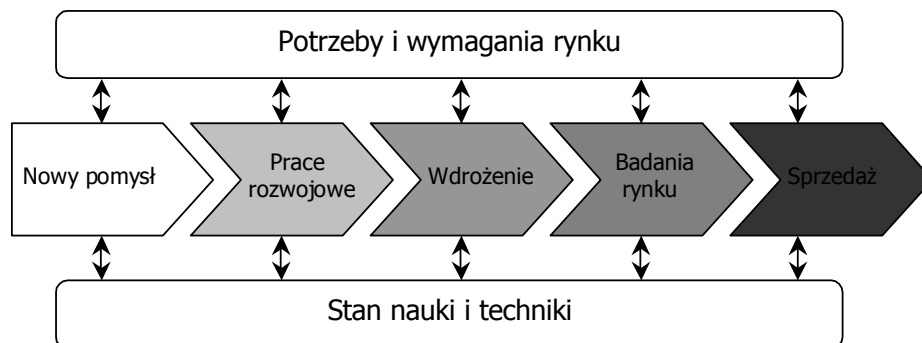 Potrzeby i wymagania rynku
Nowy pomysł
Prace
rozwojowe
Wdrożenie
Badania
rynku
Sprzedaż
Stan nauki i techniki